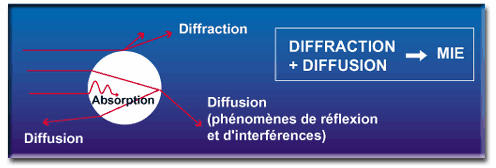 Diffraction
DIFFRACTION
+ DIFFUSION
MIE
Absorption
Diffusion
(phénomènes de réflexion
et d'interférences)
Diffusion